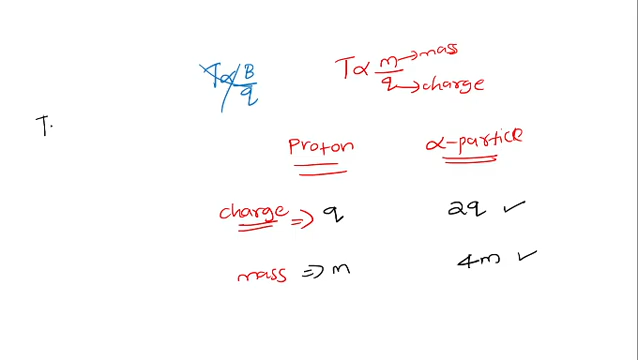 T ∝ B/q
T ∝ m/q
→ mass
→ charge
T.
Proton
α-particle
charge ⇒ q
2q ✓
mass ⇒ m
4m ✓